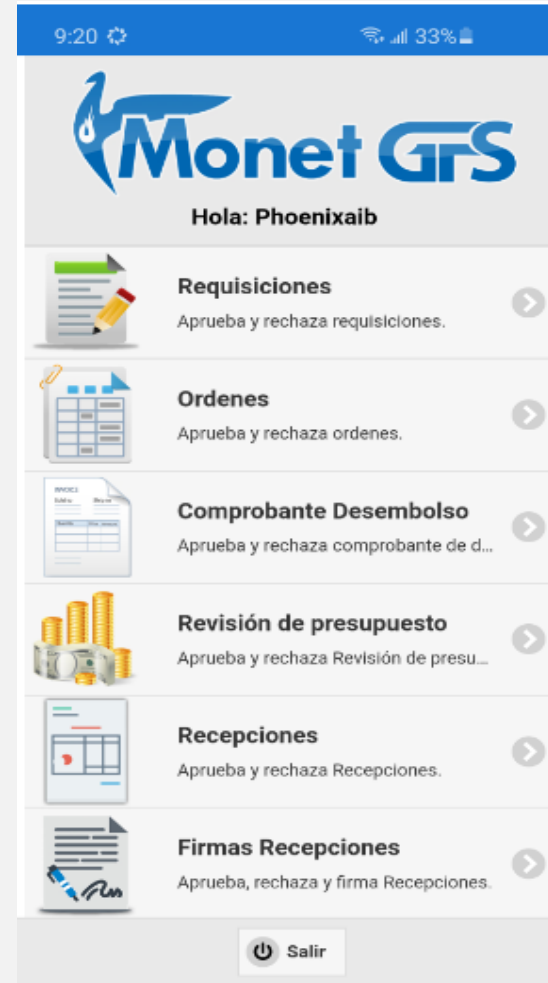 9:20
33%
Monet GFS
Hola: Phoenixaib
Requisiciones
Aprueba y rechaza requisiciones.
Ordenes
Aprueba y rechaza ordenes.
INVOICE
Comprobante Desembolso
Aprueba y rechaza comprobante de d...
Revisión de presupuesto
Aprueba y rechaza Revisión de presu...
Recepciones
Aprueba y rechaza Recepciones.
Firmas Recepciones
Aprueba, rechaza y firma Recepciones.
Salir